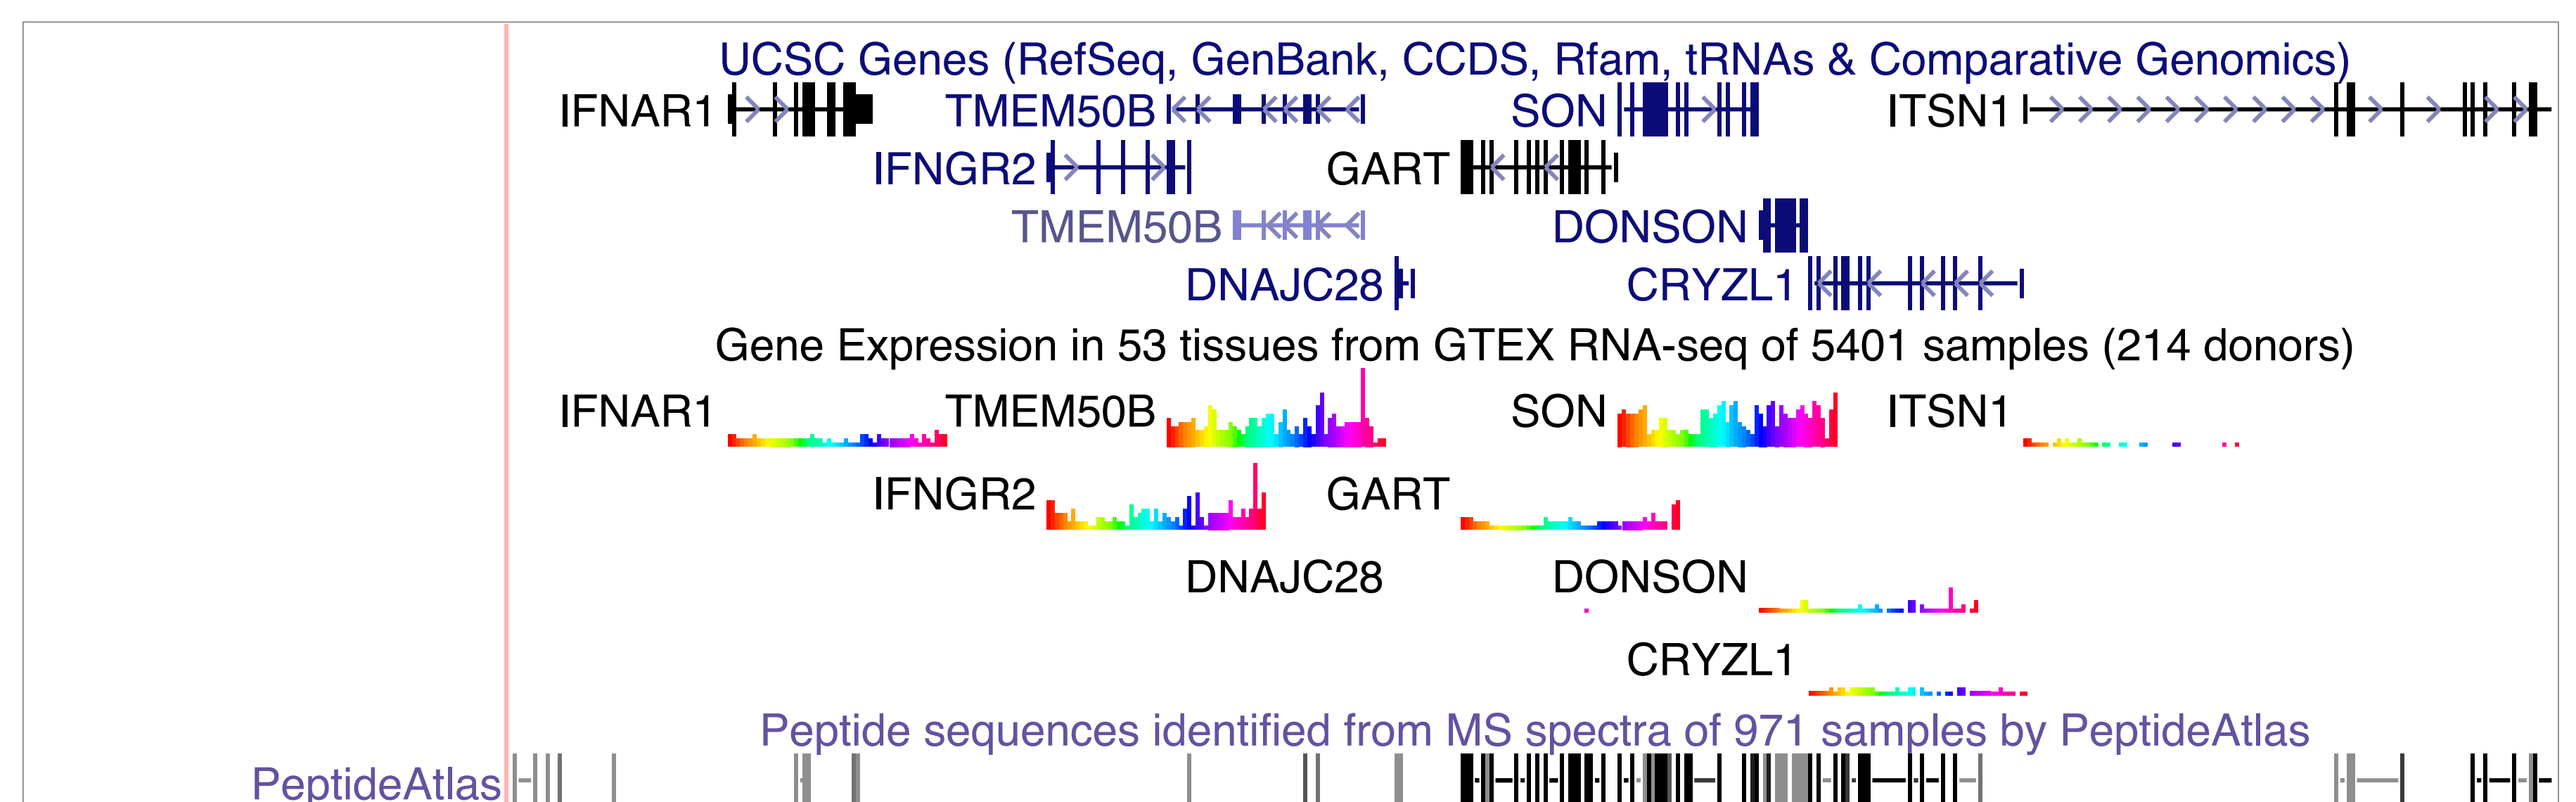 UCSC Genes (RefSeq, GenBank, CCDS, Rfam, tRNAs & Comparative Genomics)
IFNAR1 TMEM50B SON ITSN1
IFNGR2 GART
TMEM50B DONSON
DNAJC28 CRYZL1
Gene Expression in 53 tissues from GTEX RNA-seq of 5401 samples (214 donors)
IFNAR1 TMEM50B SON ITSN1
IFNGR2 GART
DNAJC28 DONSON
CRYZL1
Peptide sequences identified from MS spectra of 971 samples by PeptideAtlas
PeptideAtlas